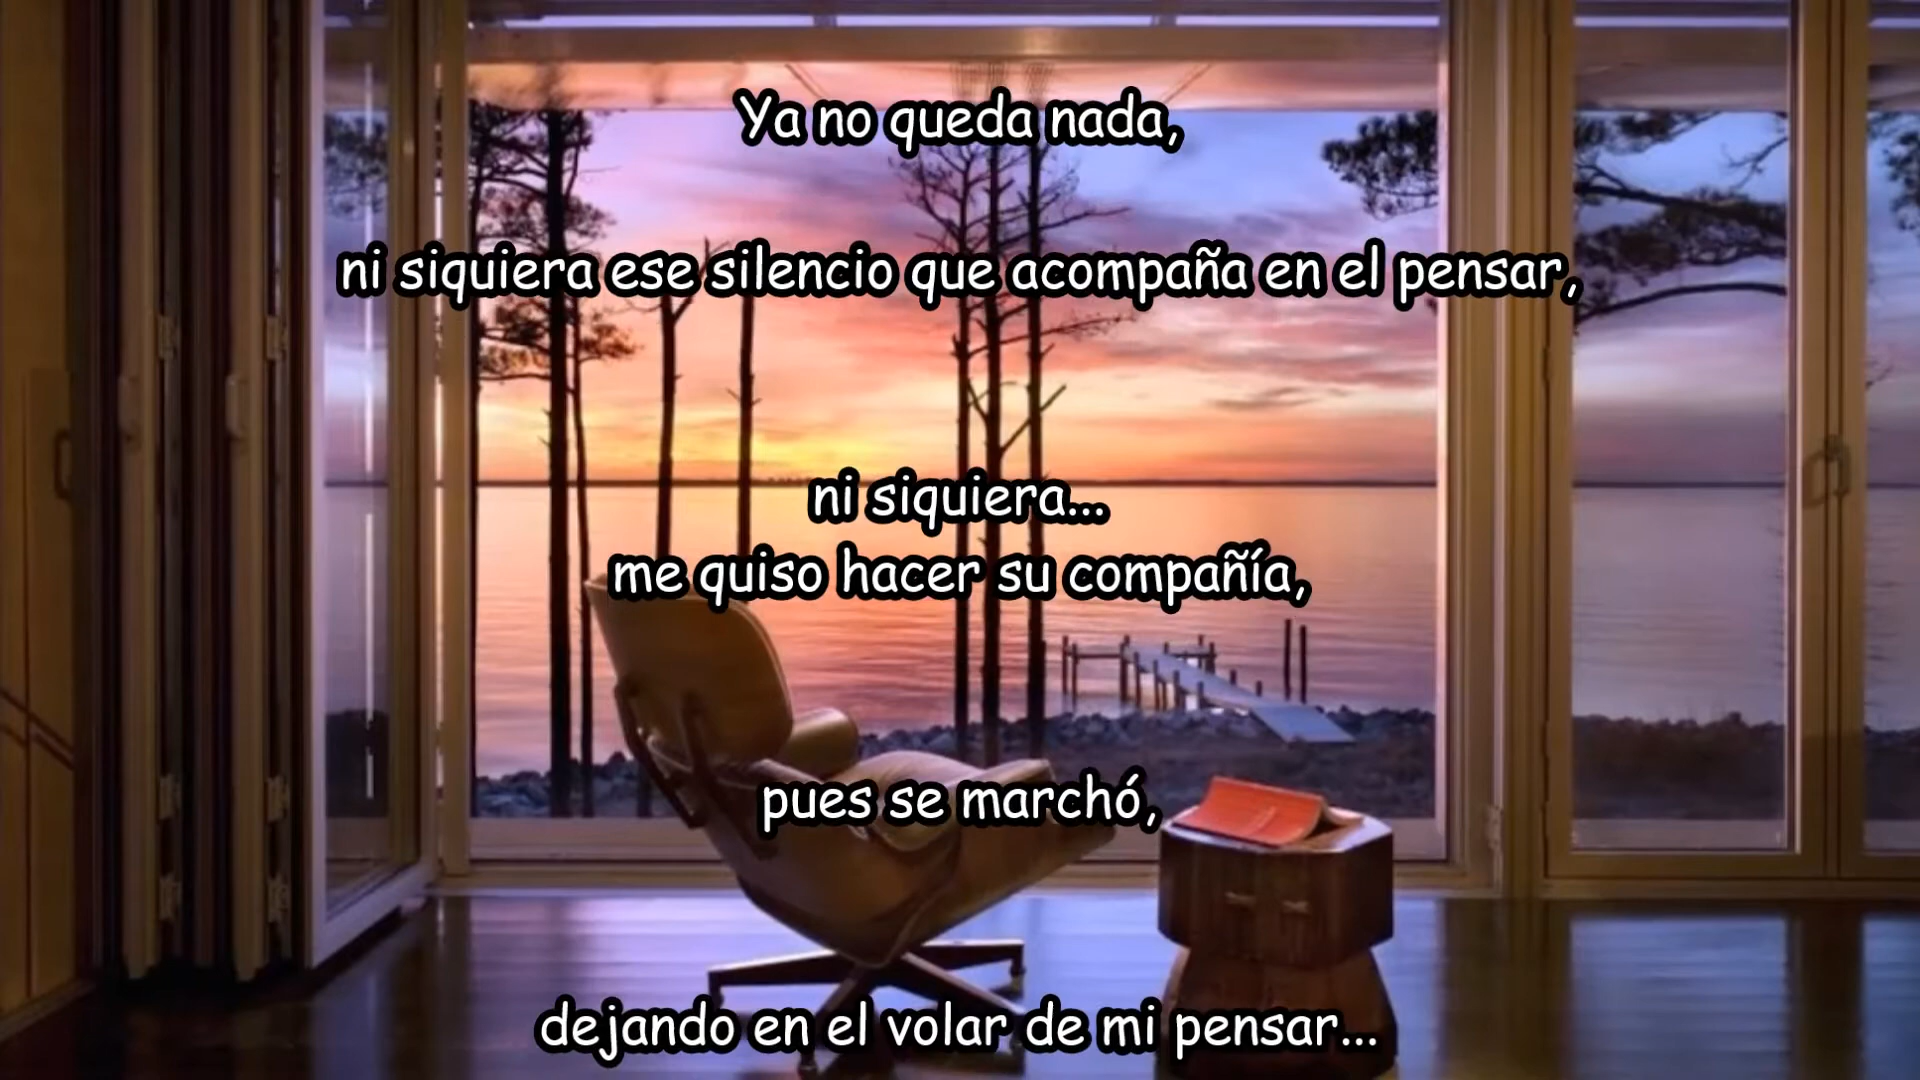 Ya no queda nada,
ni siquiera ese silencio que acompaña en el pensar,
ni siquiera...
me quiso hacer su compañía,
pues se marchó,
dejando en el volar de mi pensar...